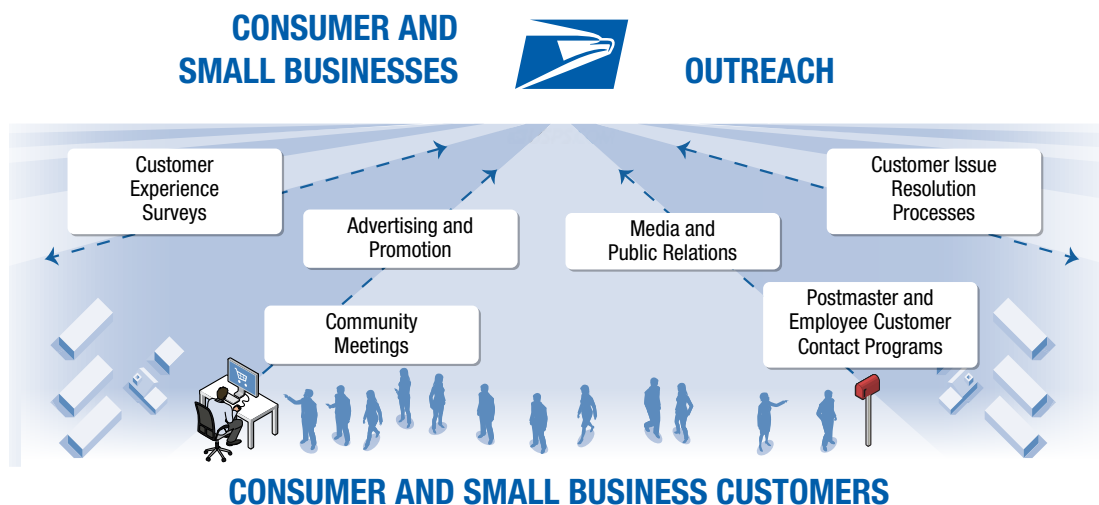 CONSUMER AND
SMALL BUSINESSES
OUTREACH
Customer
Experience
Surveys
Customer Issue
Resolution
Processes
Advertising and
Promotion
Media and
Public Relations
Community
Meetings
Postmaster and
Employee Customer
Contact Programs
CONSUMER AND SMALL BUSINESS CUSTOMERS